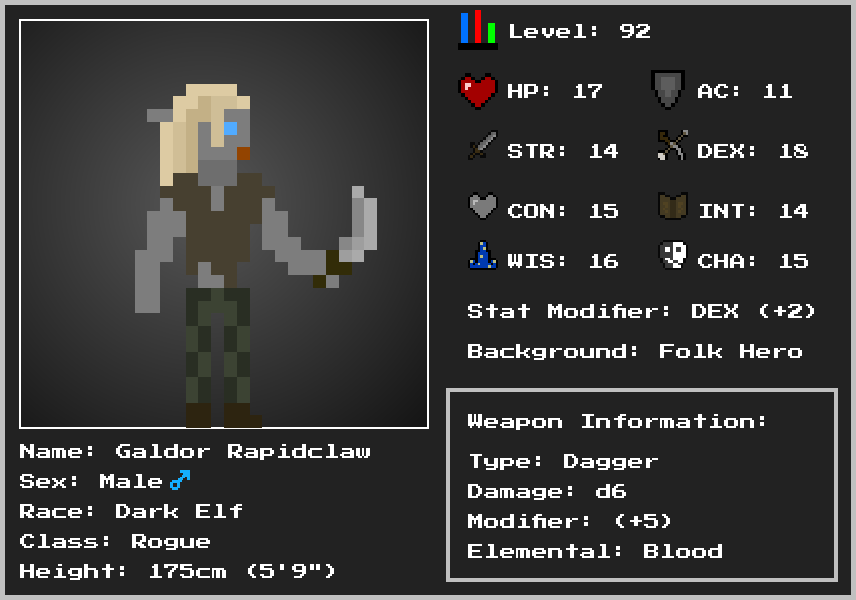 Level: 92
HP: 17 AC: 11
STR: 14 DEX: 18
CON: 15 INT: 14
WIS: 16 CHA: 15
Stat Modifier: DEX (+2)
Background: Folk Hero
Weapon Information:
Type: Dagger
Damage: d6
Modifier: (+5)
Elemental: Blood
Name: Galdor Rapidclaw
Sex: Male♂
Race: Dark Elf
Class: Rogue
Height: 175cm (5'9")